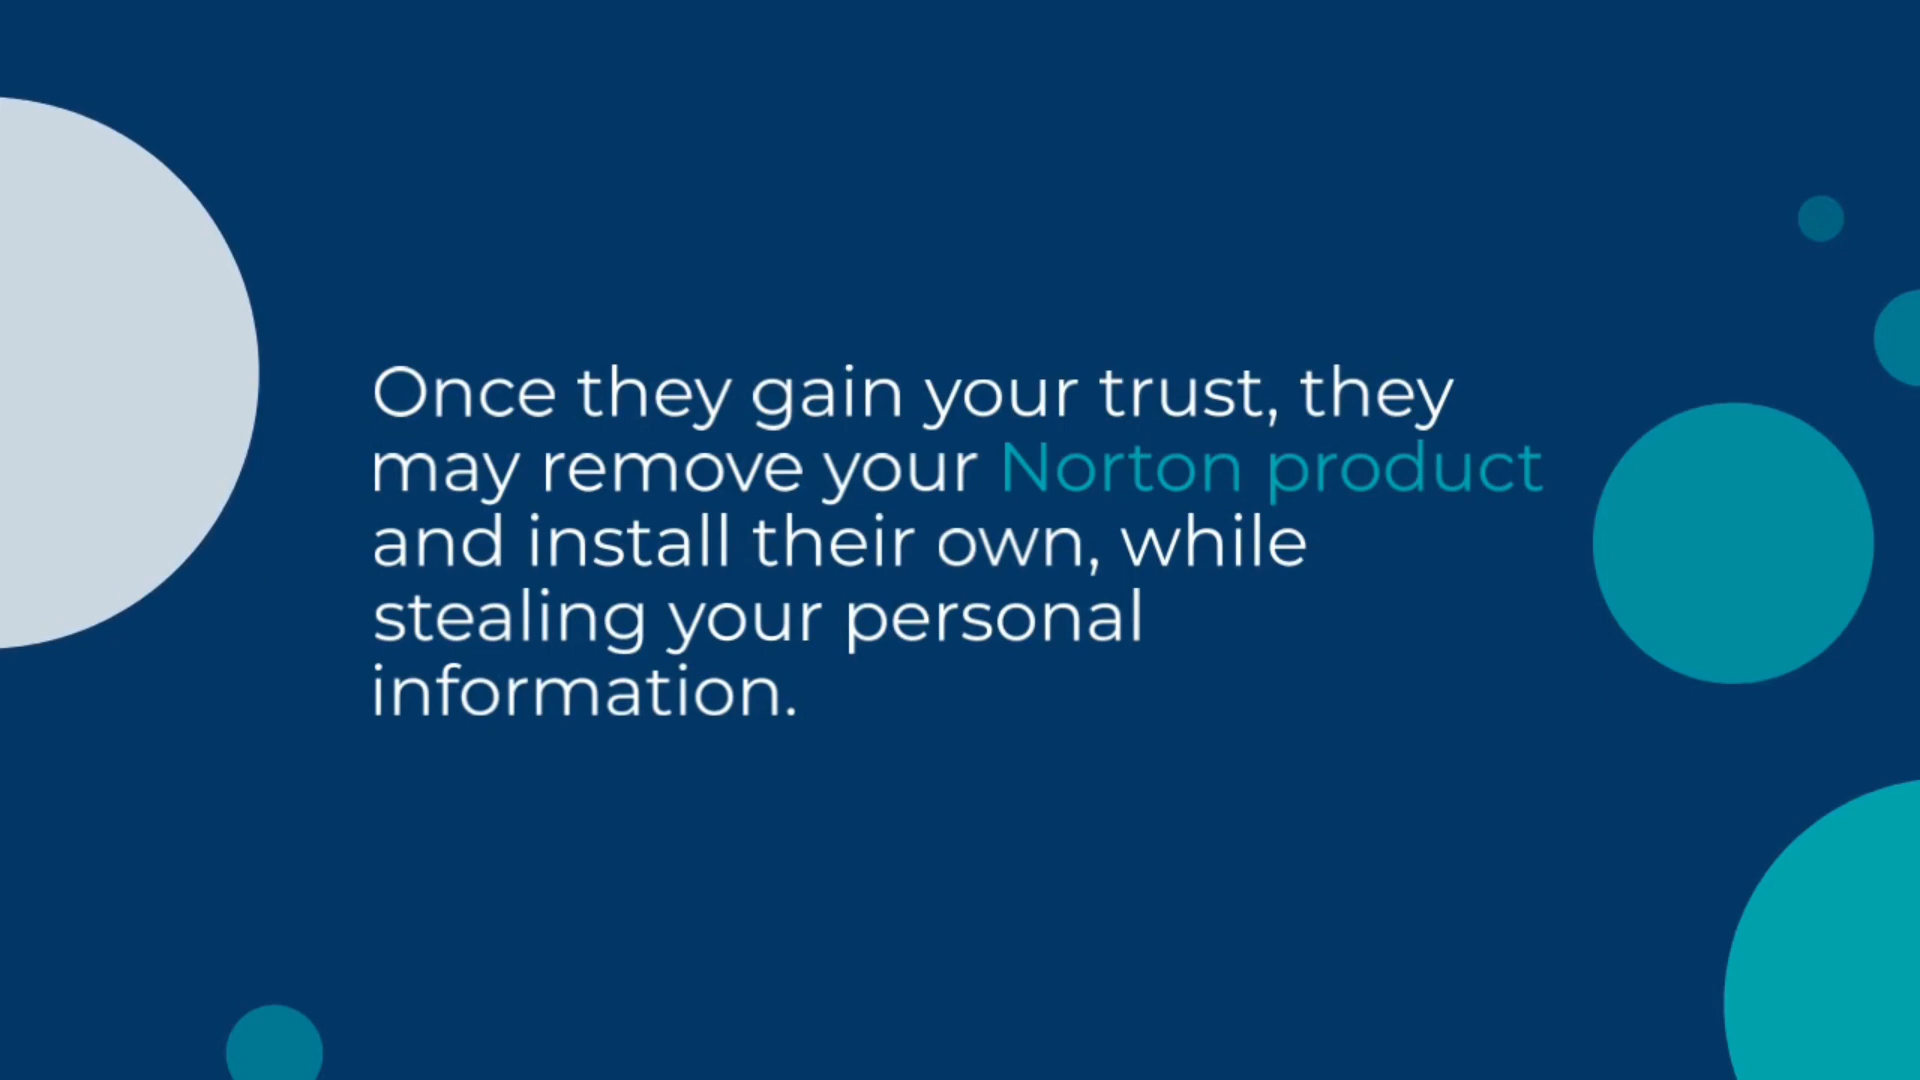 Once they gain your trust, they
may remove your Norton product
and install their own, while
stealing your personal
information.